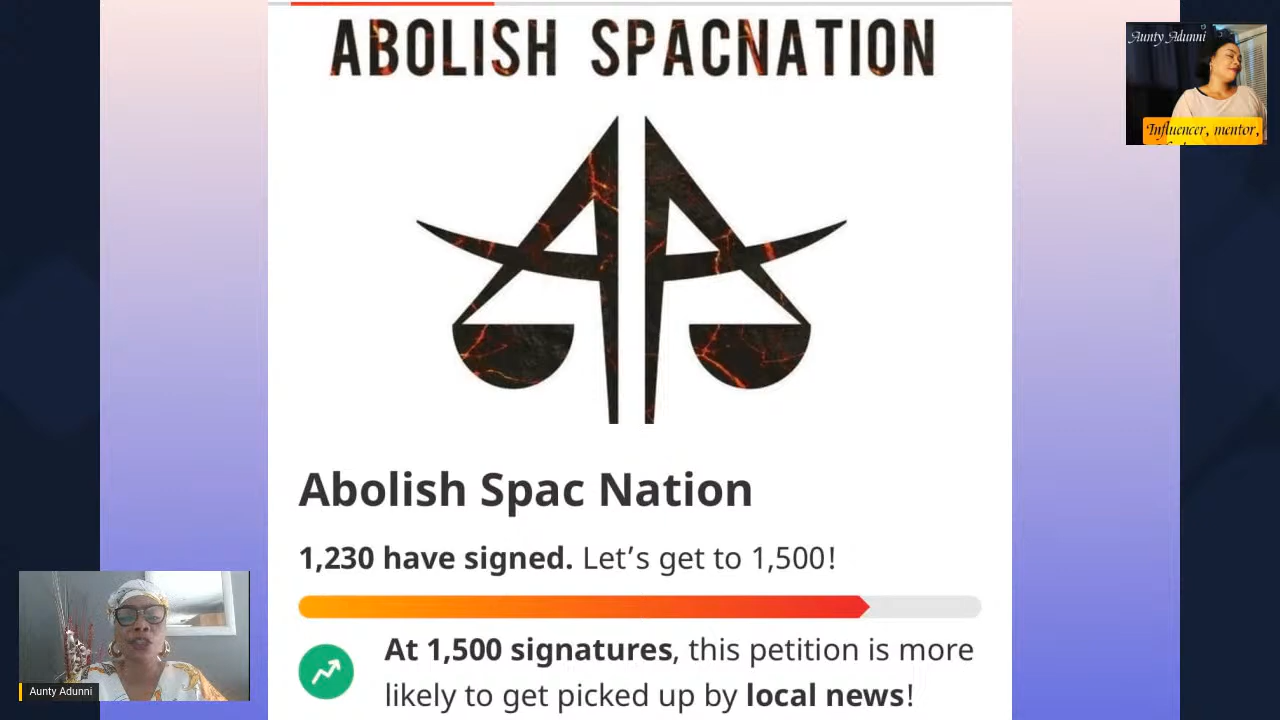 ABOLISH SPACNATION
Aunty Adunni
Influencer, mentor,
Abolish Spac Nation
1,230 have signed. Let’s get to 1,500!
At 1,500 signatures, this petition is more
likely to get picked up by local news!
Aunty Adunni